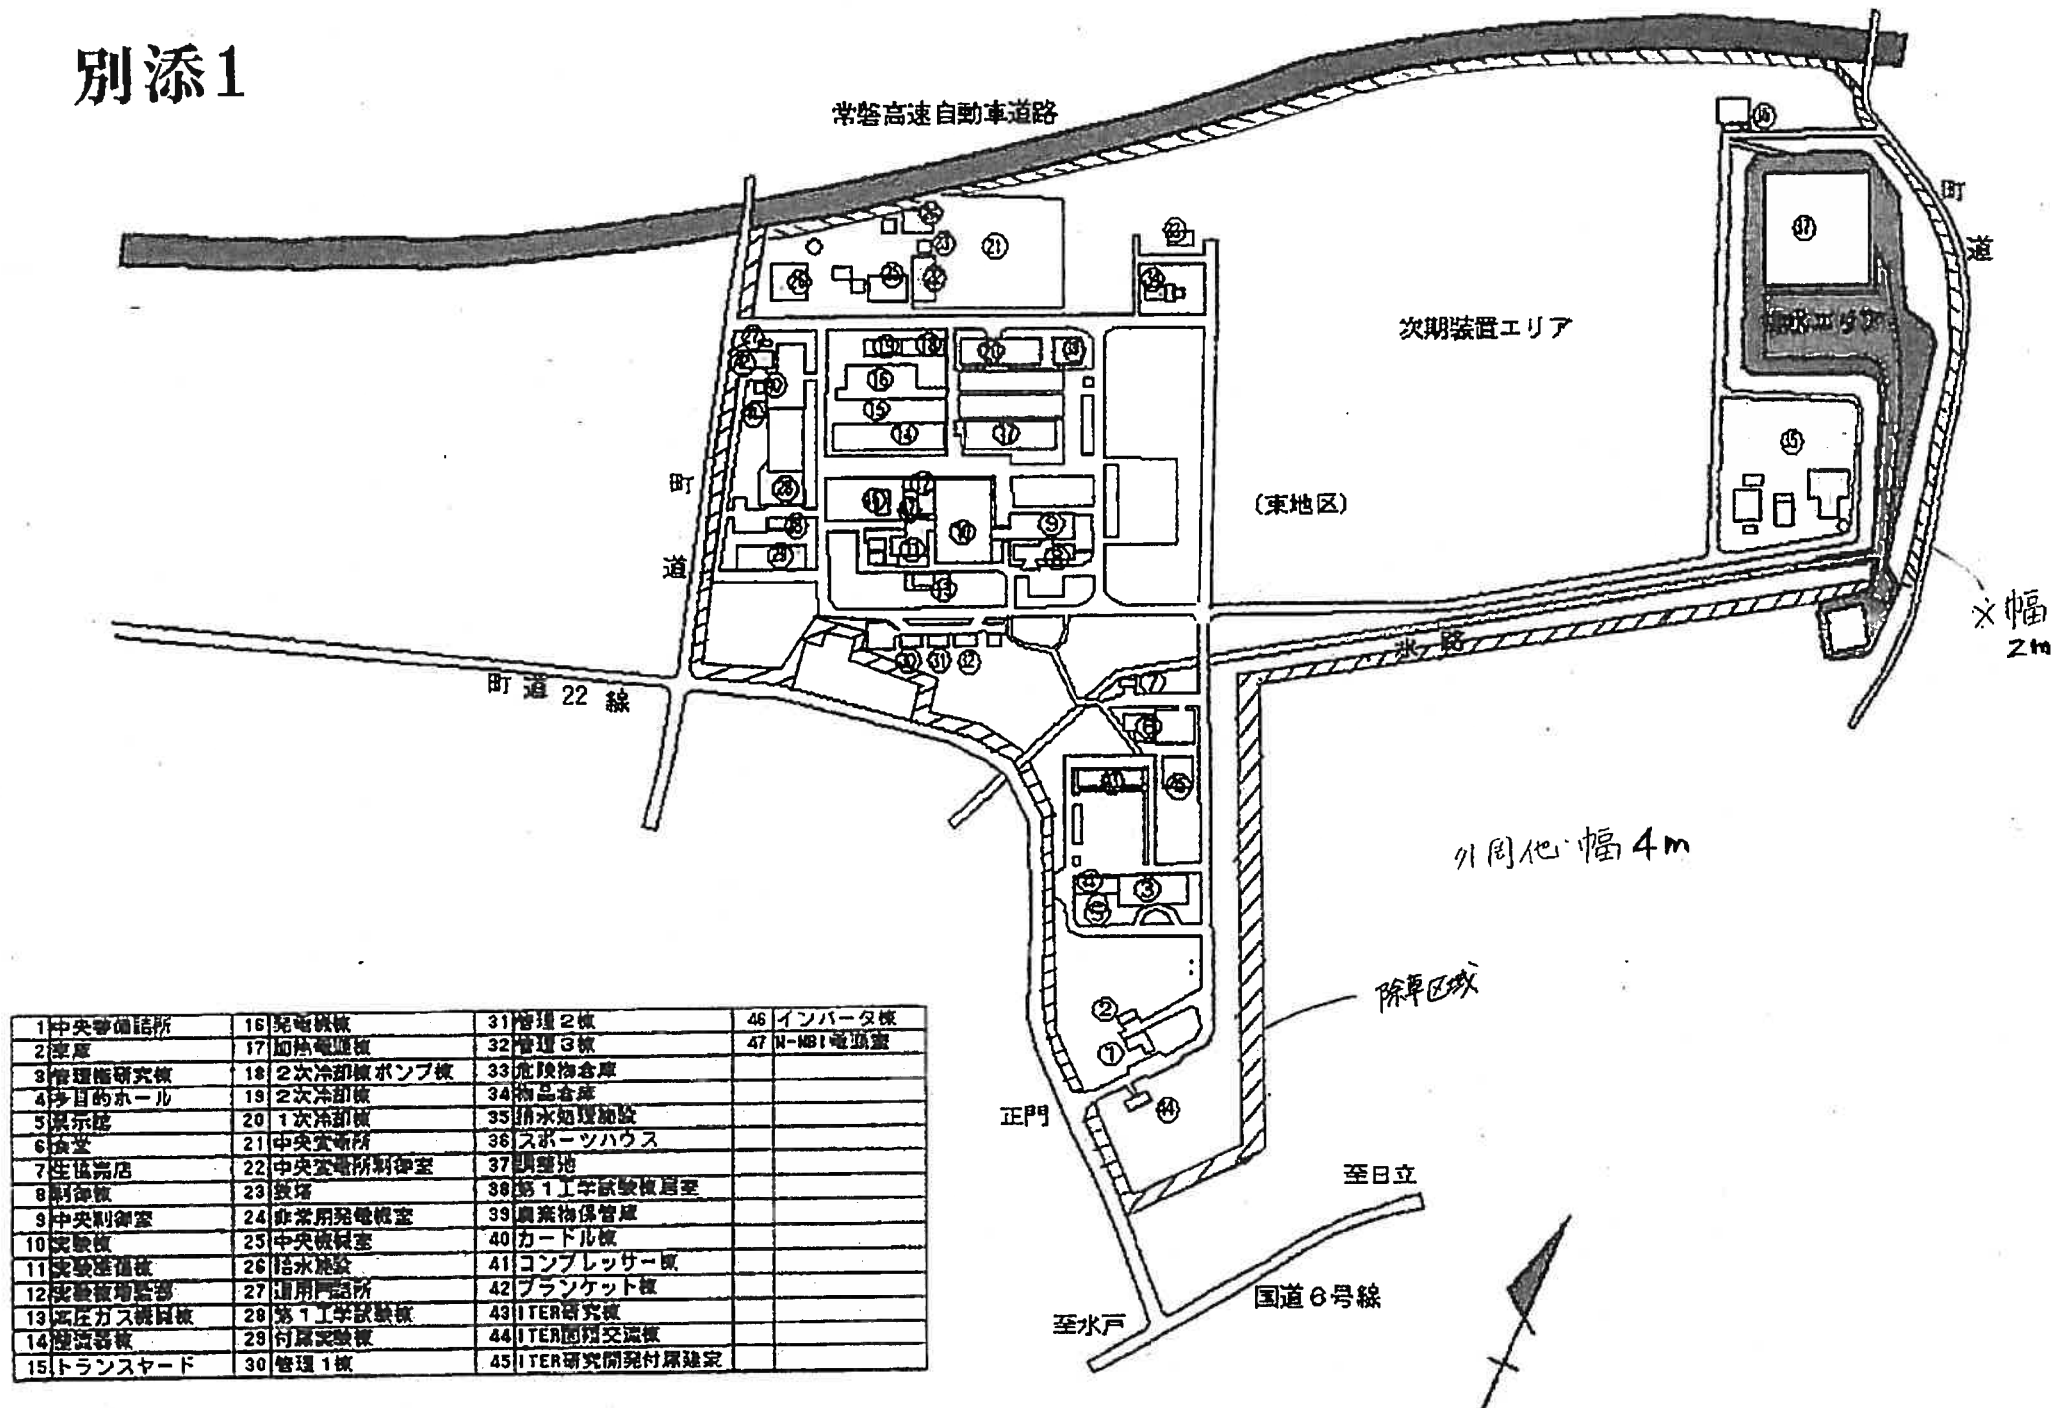 別添1
常磐高速自動車道路
町道
次期装置エリア
(東地区)
町道
※幅
2m
水路
町道22線
外周他 幅4m
除草区域
正門
至日立
国道6号線
至水戸
1 中央警備詰所 16 発電機棟 31 管理2棟 46 インバータ棟
2 車庫 17 加熱電源棟 32 管理3棟 47 N-NBI電源室
3 管理権研究棟 18 2次冷却棟ポンプ棟 33 危険物倉庫
4 多目的ホール 19 2次冷却棟 34 物品倉庫
5 展示館 20 1次冷却棟 35 排水処理施設
6 食堂 21 中央変電所 36 スポーツハウス
7 生協売店 22 中央変電所制御室 37 調整池
8 制御棟 23 鉄塔 38 第1工学試験棟居室
9 中央制御室 24 非常用発電機室 39 廃棄物保管庫
10 実験棟 25 中央機械室 40 カードル棟
11 実験準備棟 26 給水施設 41 コンプレッサー棟
12 実験棟増築部 27 通用門詰所 42 ブランケット棟
13 高圧ガス機械棟 28 第1工学試験棟 43 ITER研究棟
14 整流器棟 29 付属実験棟 44 ITER国際交流棟
15 トランスヤード 30 管理1棟 45 ITER研究開発付属建家